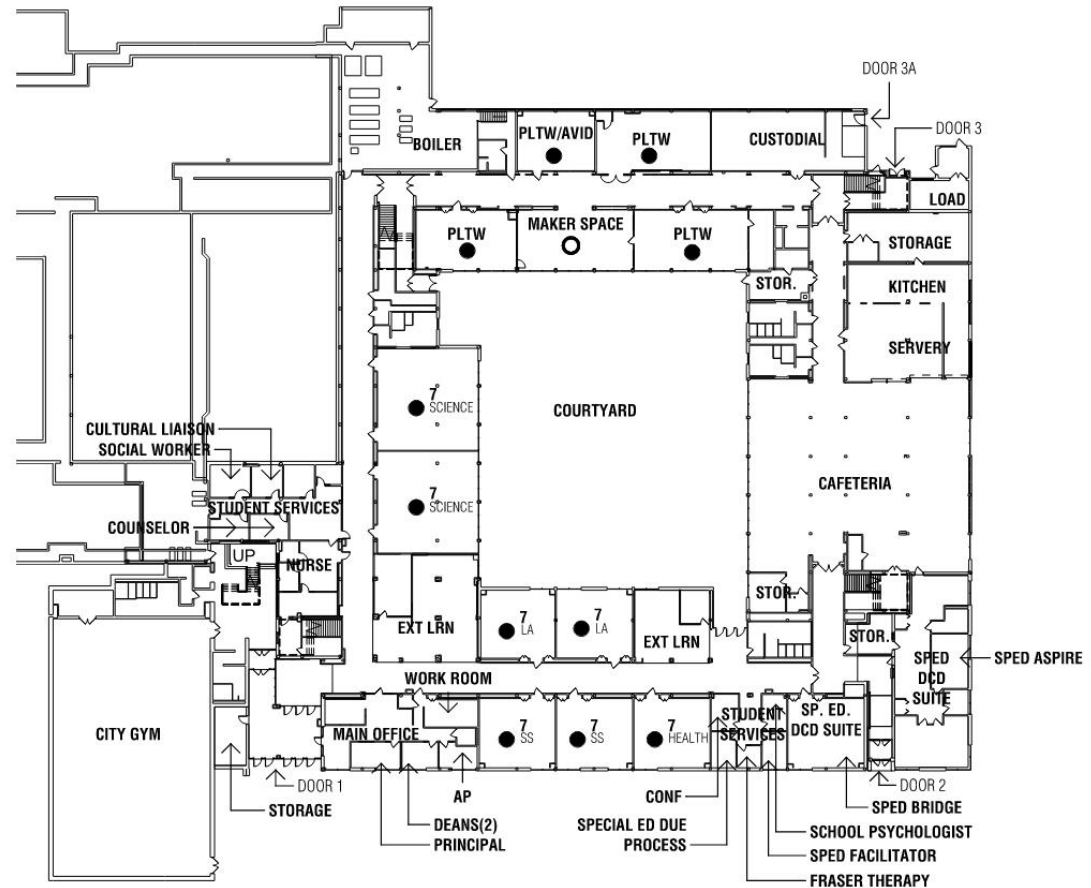 DOOR 3A
DOOR 3
BOILER
PLTW/AVID
PLTW
CUSTODIAL
LOAD
PLTW
MAKER SPACE
PLTW
STORAGE
STOR.
KITCHEN
SERVERY
7
SCIENCE
COURTYARD
CULTURAL LIAISON
SOCIAL WORKER
7
SCIENCE
CAFETERIA
STUDENT SERVICES
COUNSELOR
UP
NURSE
STOR.
EXT LRN
7
LA
7
LA
EXT LRN
STOR.
SPED
DCD
SUITE
SPED ASPIRE
WORK ROOM
CITY GYM
MAIN OFFICE
7
SS
7
SS
7
HEALTH
STUDENT
SERVICES
SP. ED.
DCD SUITE
DOOR 1
STORAGE
AP
DEANS(2)
PRINCIPAL
CONF
SPECIAL ED DUE
PROCESS
DOOR 2
SPED BRIDGE
SCHOOL PSYCHOLOGIST
SPED FACILITATOR
FRASER THERAPY